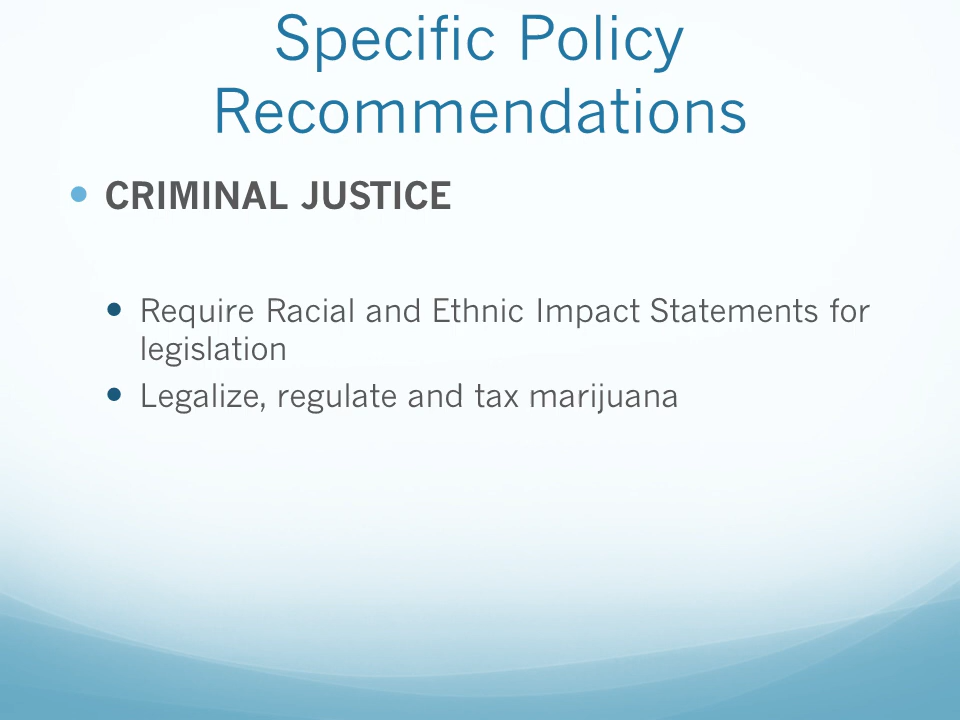 Specific Policy
Recommendations
• CRIMINAL JUSTICE
• Require Racial and Ethnic Impact Statements for
legislation
• Legalize, regulate and tax marijuana